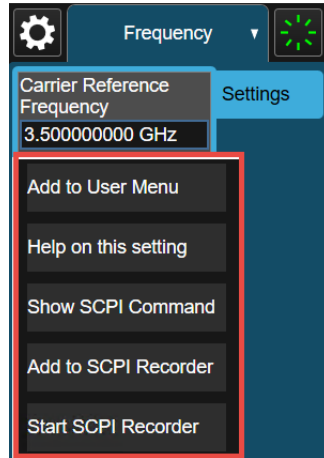 Frequency
Carrier Reference
Frequency
Settings
3.500000000 GHz
Add to User Menu
Help on this setting
Show SCPI Command
Add to SCPI Recorder
Start SCPI Recorder